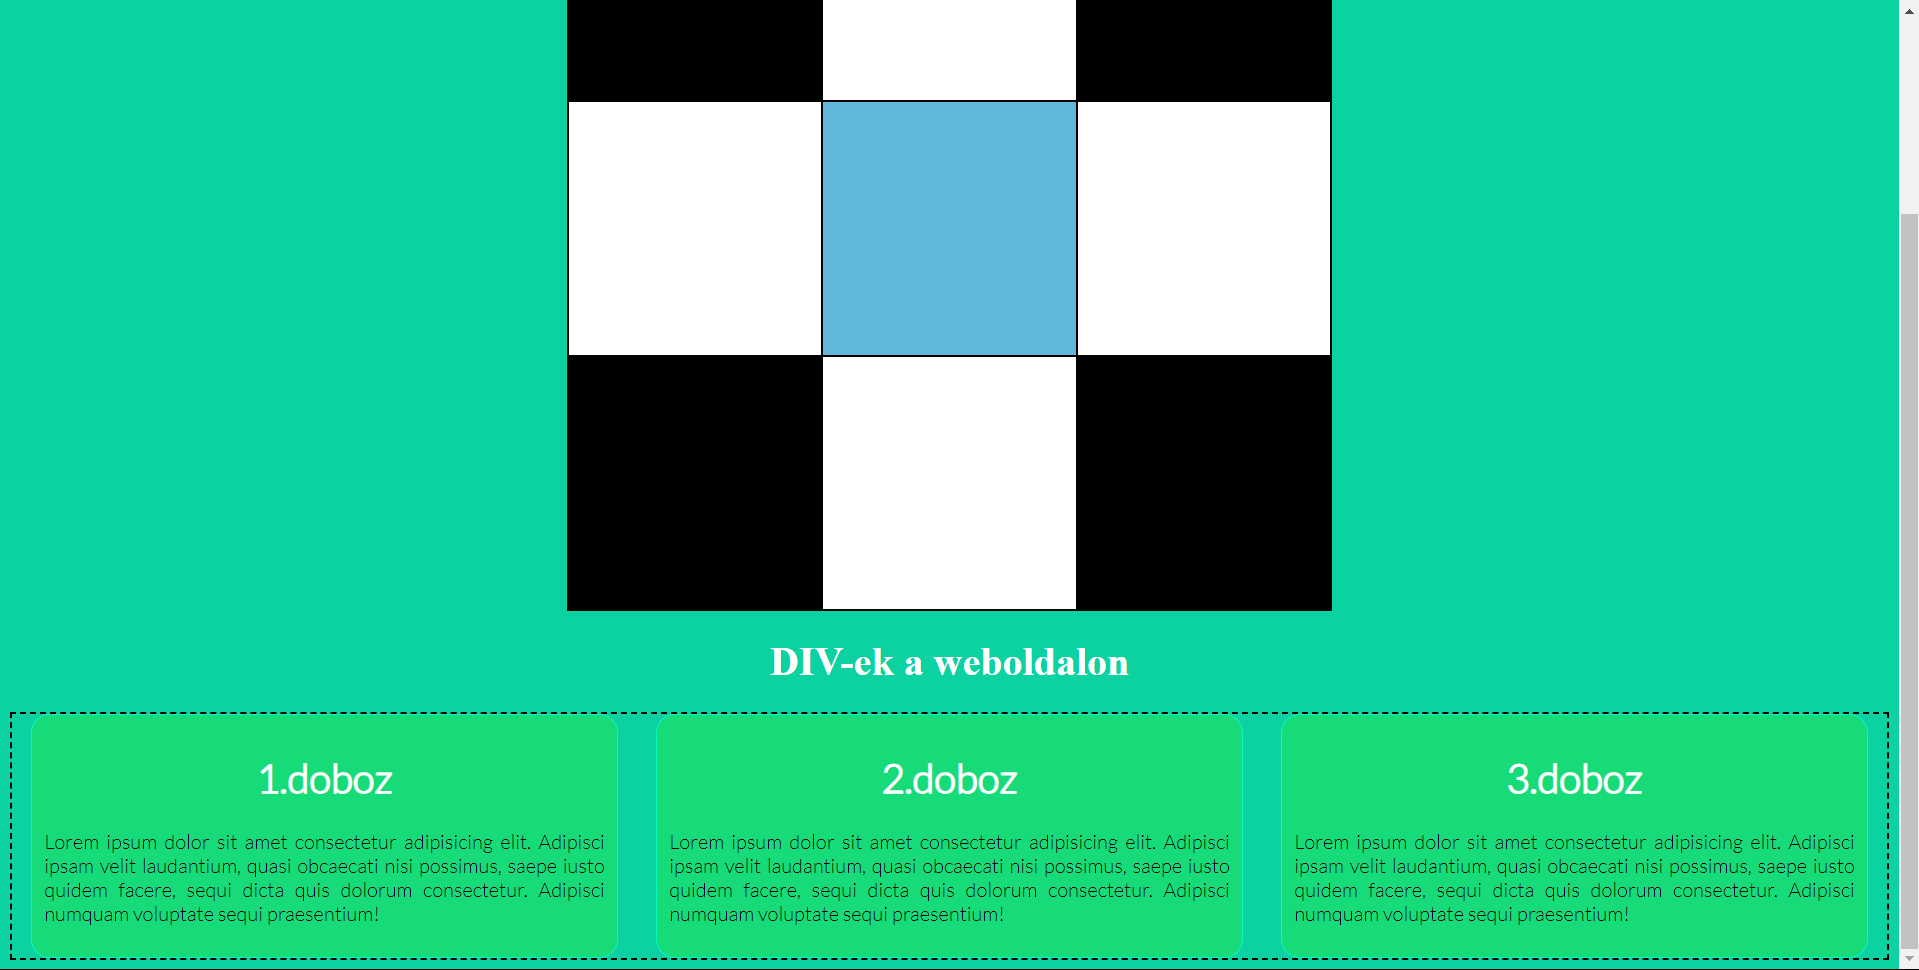 DIV-ek a weboldalon
1.doboz
Lorem ipsum dolor sit amet consectetur adipisicing elit. Adipisci
ipsam velit laudantium, quasi obcaecati nisi possimus, saepe iusto
quidem facere, sequi dicta quis dolorum consectetur. Adipisci
numquam voluptate sequi praesentium!
2.doboz
Lorem ipsum dolor sit amet consectetur adipisicing elit. Adipisci
ipsam velit laudantium, quasi obcaecati nisi possimus, saepe iusto
quidem facere, sequi dicta quis dolorum consectetur. Adipisci
numquam voluptate sequi praesentium!
3.doboz
Lorem ipsum dolor sit amet consectetur adipisicing elit. Adipisci
ipsam velit laudantium, quasi obcaecati nisi possimus, saepe iusto
quidem facere, sequi dicta quis dolorum consectetur. Adipisci
numquam voluptate sequi praesentium!